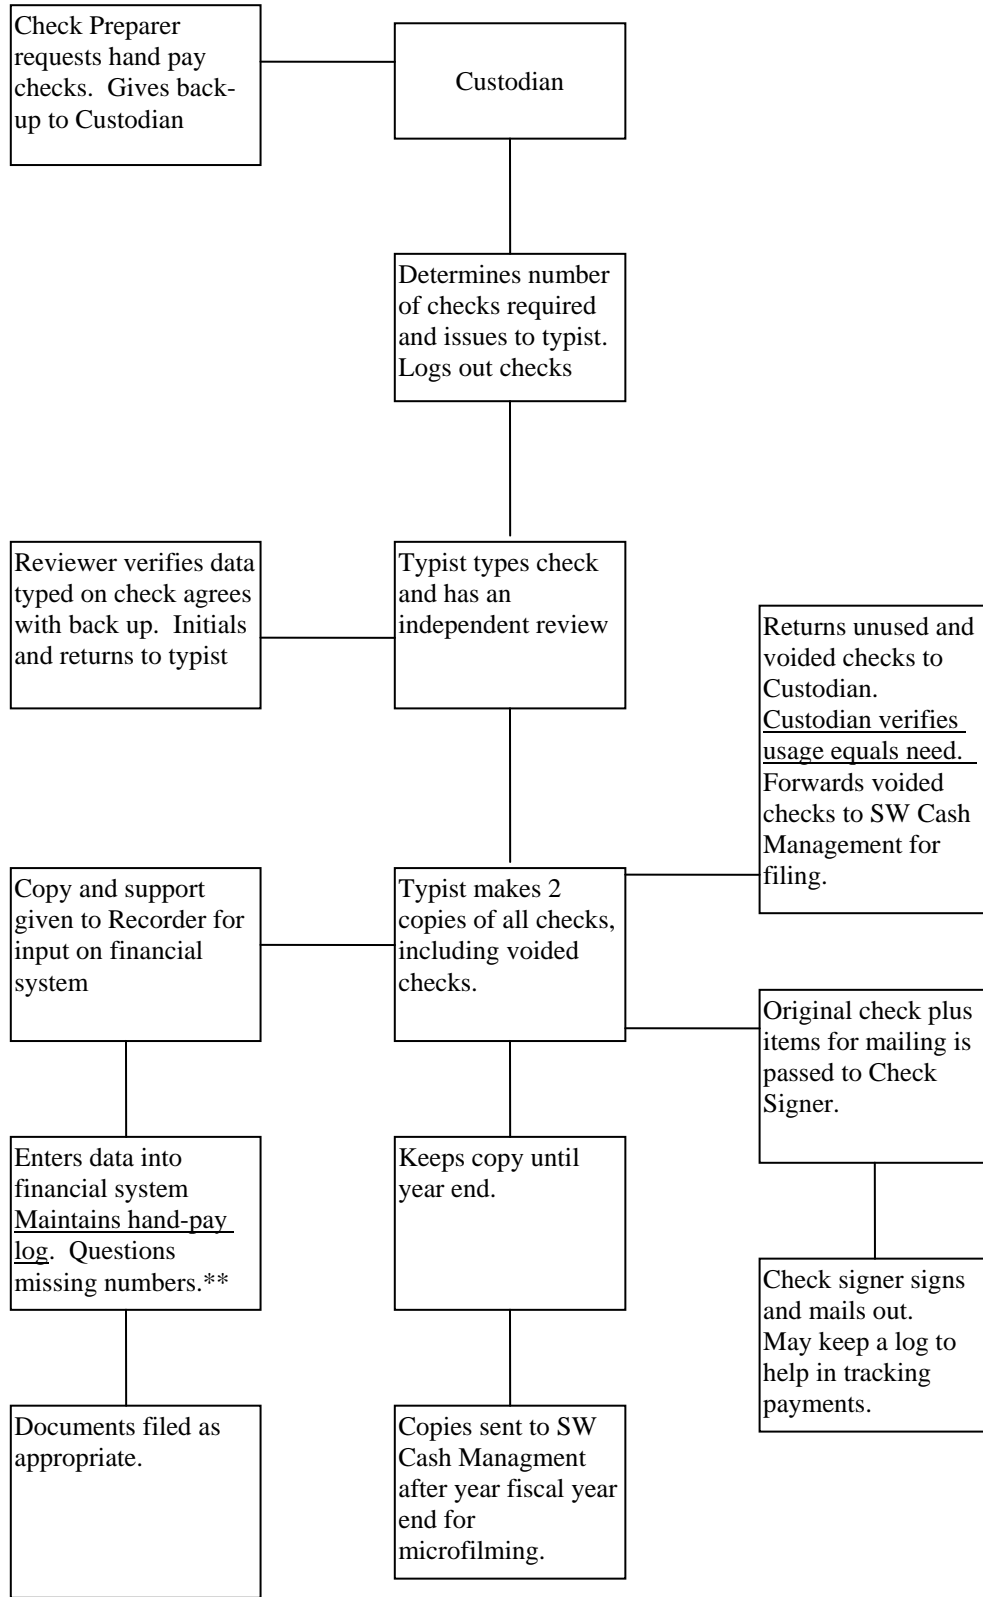 Check Preparer
requests hand pay
checks.  Gives back-
up to Custodian
Custodian
Determines number
of checks required
and issues to typist.
Logs out checks
Reviewer verifies data
typed on check agrees
with back up.  Initials
and returns to typist
Typist types check
and has an
independent review
Returns unused and
voided checks to
Custodian.
Custodian verifies
usage equals need.
Forwards voided
checks to SW Cash
Management for
filing.
Copy and support
given to Recorder for
input on financial
system
Typist makes 2
copies of all checks,
including voided
checks.
Original check plus
items for mailing is
passed to Check
Signer.
Enters data into
financial system
Maintains hand-pay
log.  Questions
missing numbers.**
Keeps copy until
year end.
Check signer signs
and mails out.
May keep a log to
help in tracking
payments.
Documents filed as
appropriate.
Copies sent to SW
Cash Managment
after year fiscal year
end for
microfilming.